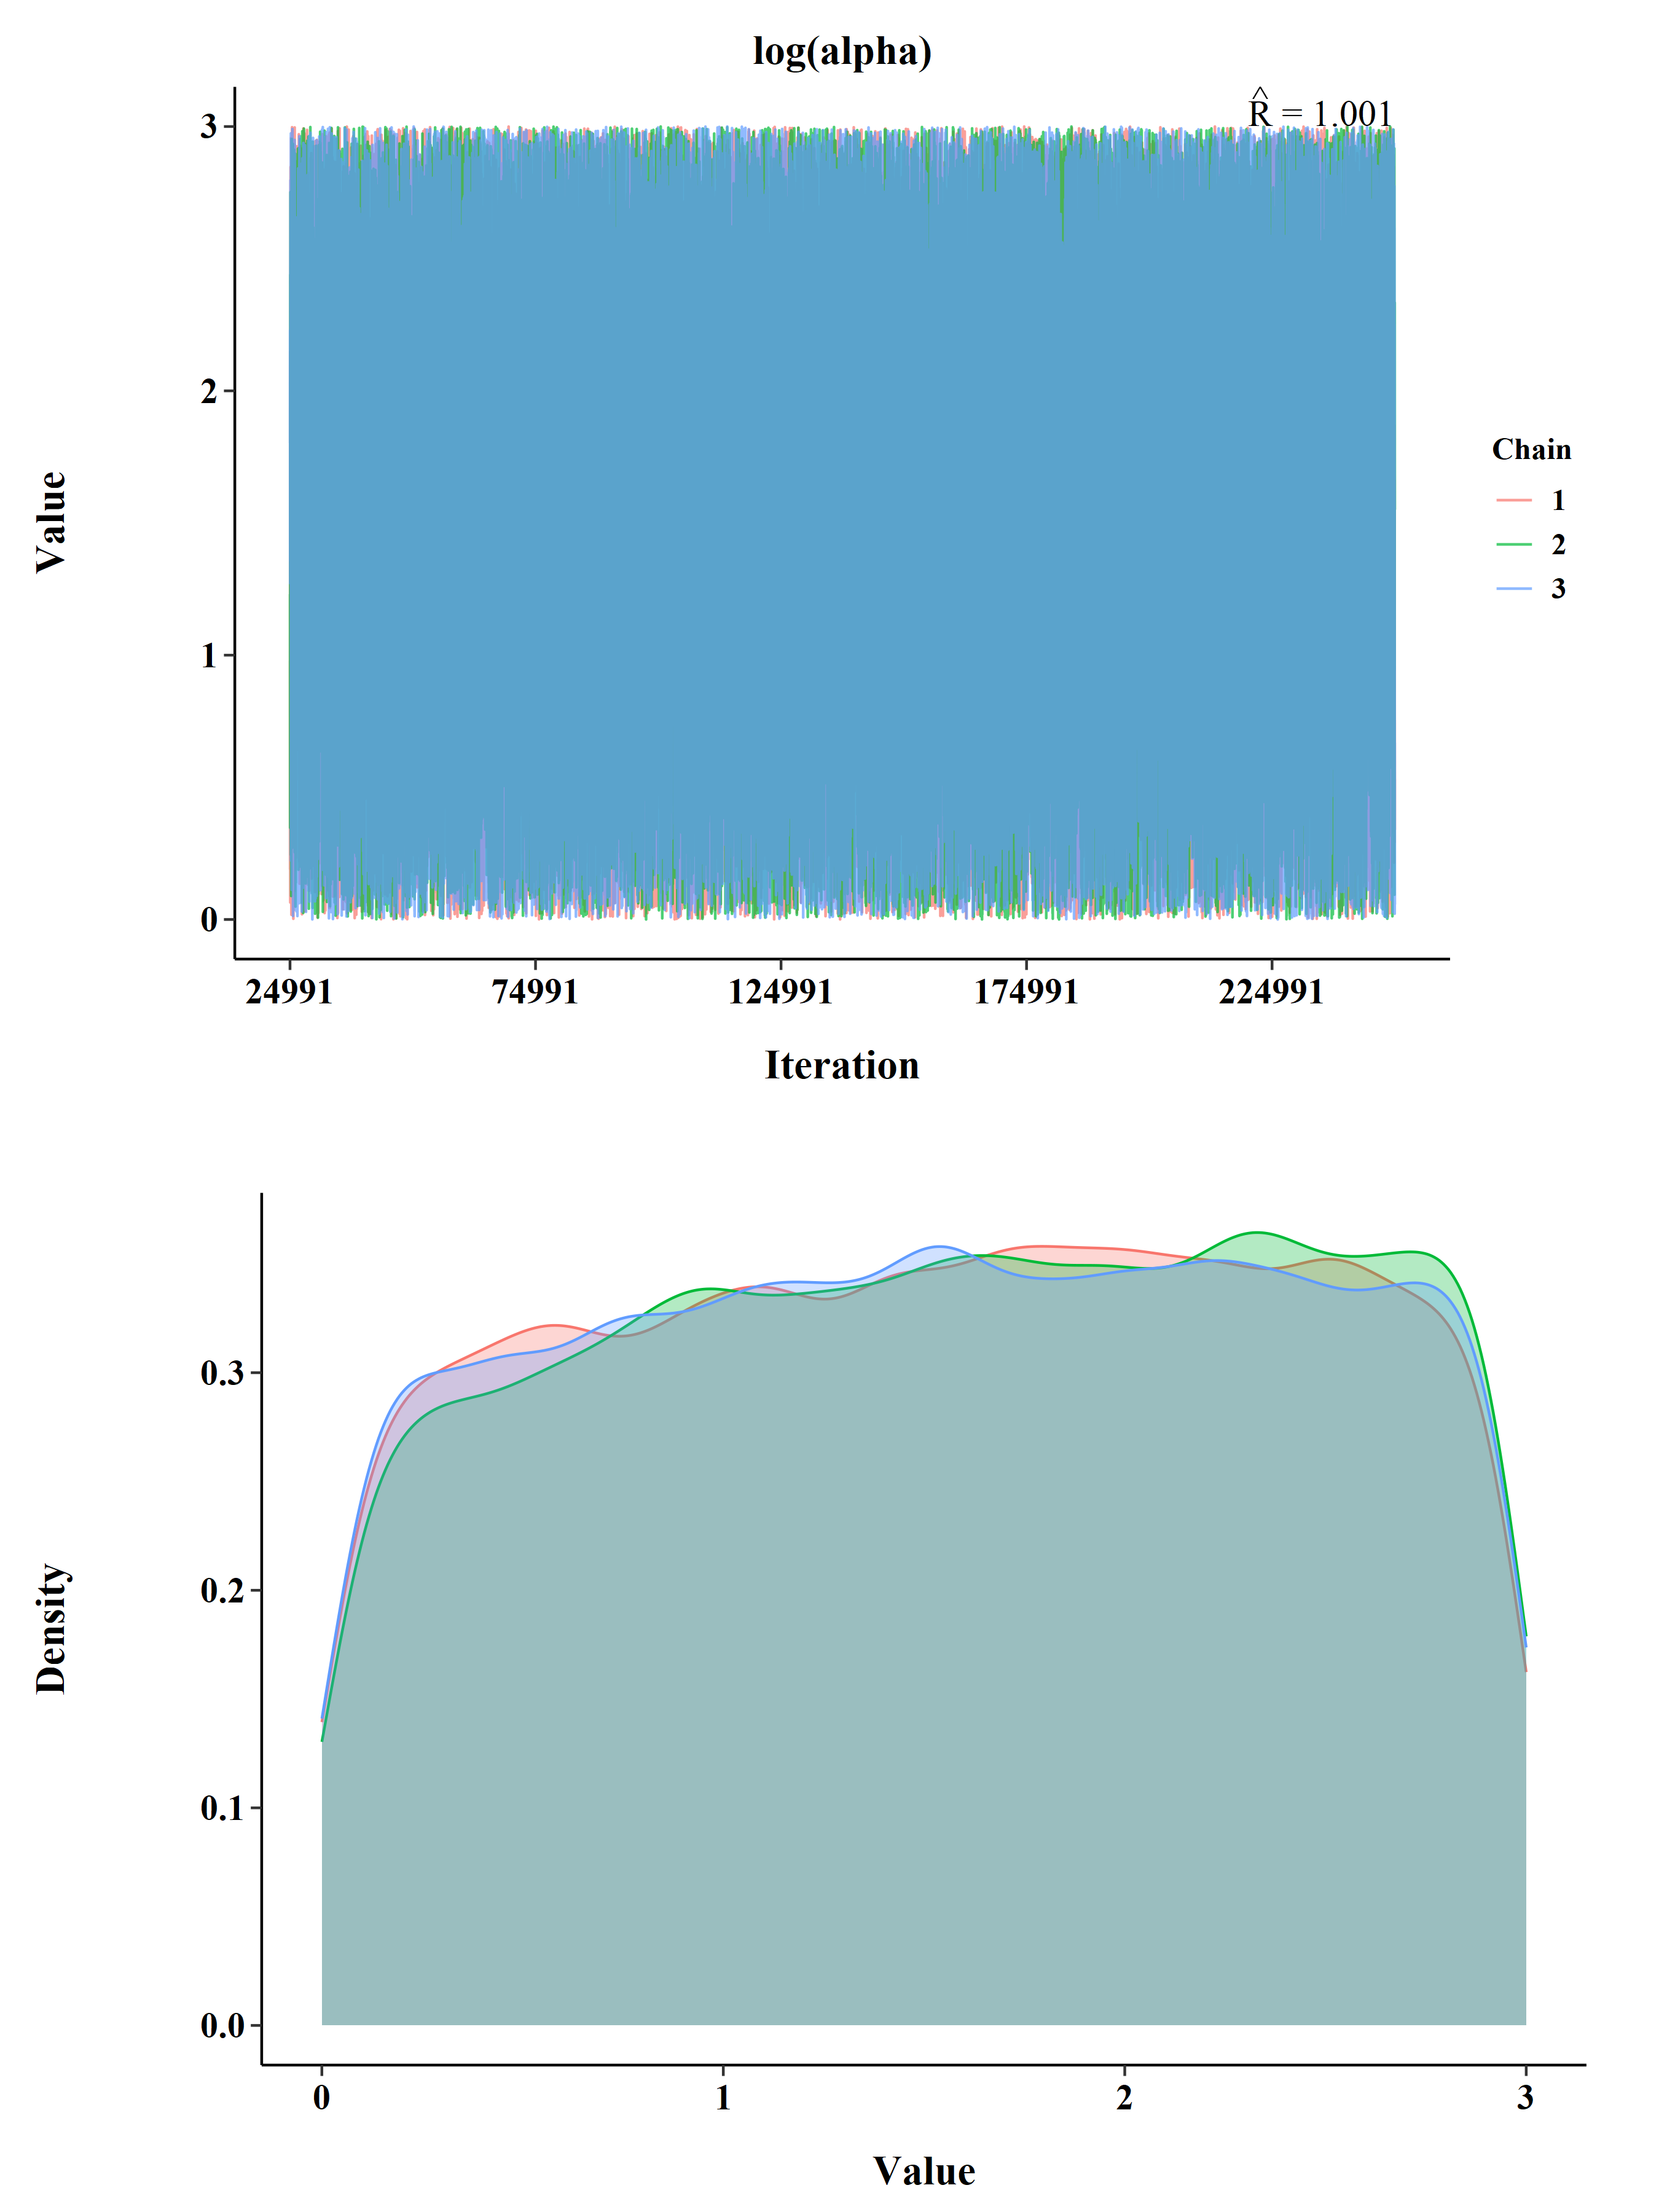 log(alpha)
R̂ = 1.001
3
2
1
0
Value
24991 74991 124991 174991 224991
Iteration
Chain
1
2
3
0.3
0.2
0.1
0.0
Density
0 1 2 3
Value